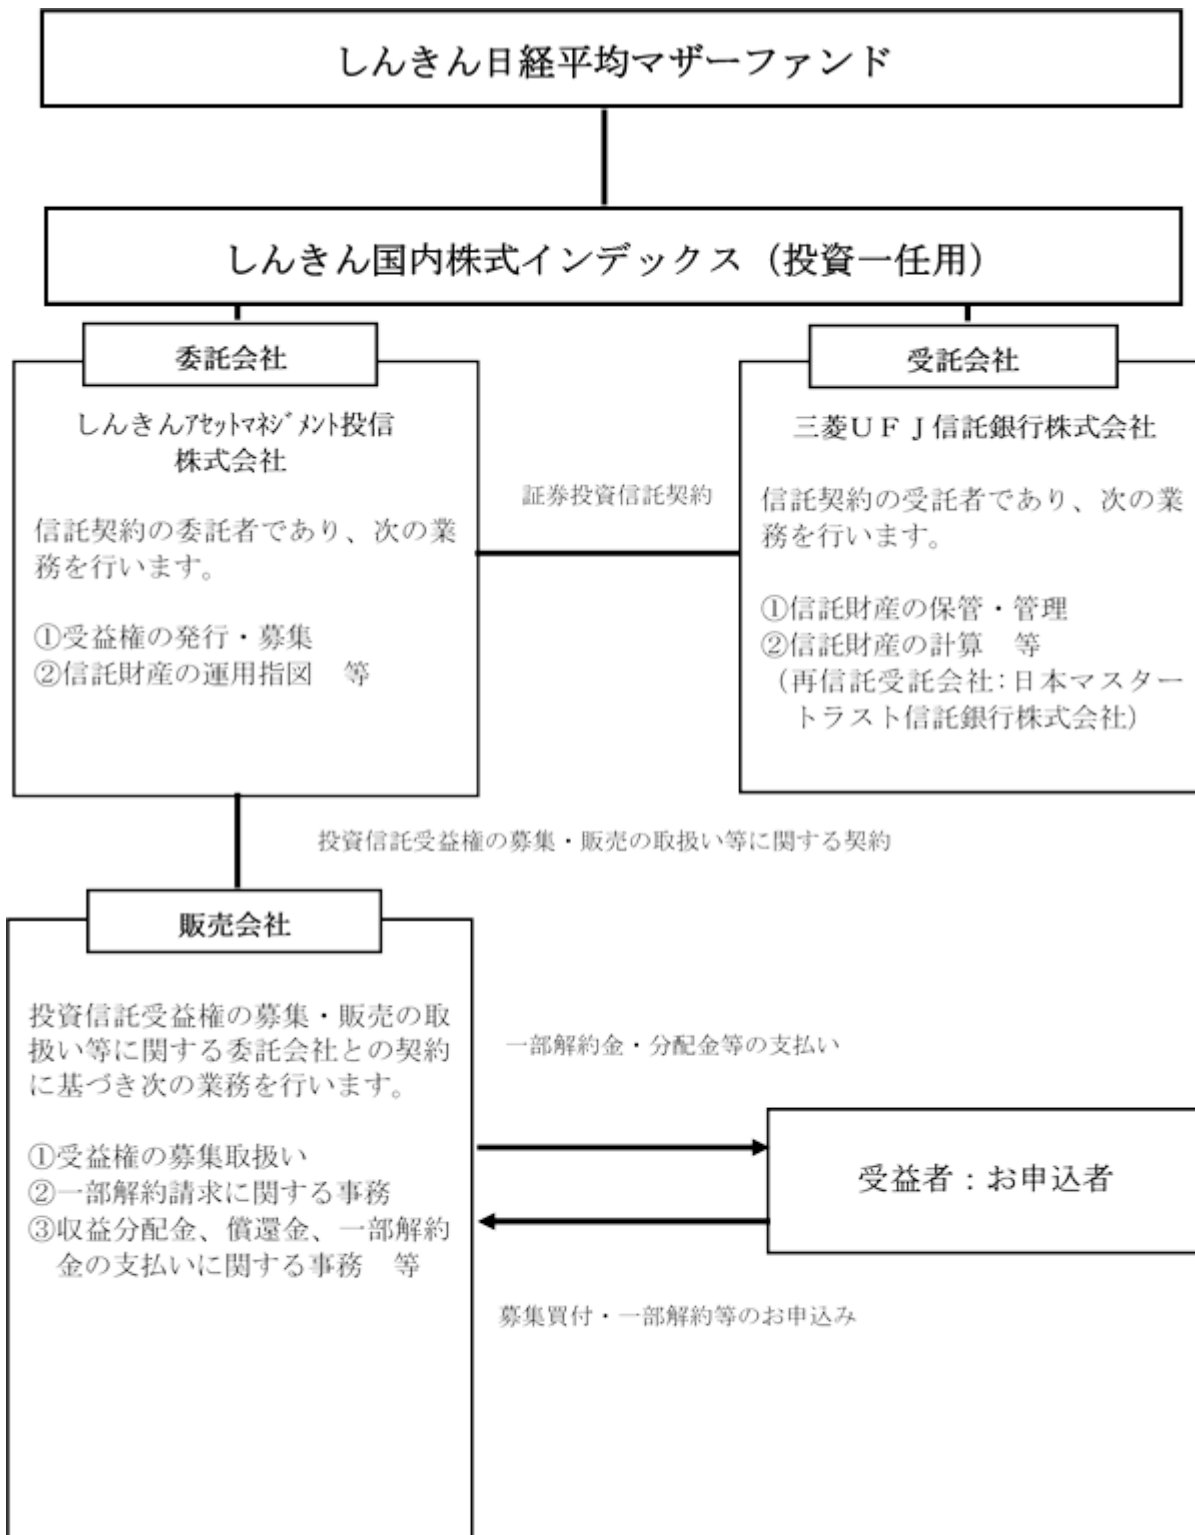 しんきん日経平均マザーファンド
しんきん国内株式インデックス（投資一任用）
委託会社
しんきんｱｾｯﾄﾏﾈｼﾞﾒﾝﾄ投信
株式会社
信託契約の委託者であり、次の業
務を行います。
①受益権の発行・募集
②信託財産の運用指図　等
証券投資信託契約
受託会社
三菱ＵＦＪ信託銀行株式会社
信託契約の受託者であり、次の業
務を行います。
①信託財産の保管・管理
②信託財産の計算　等
（再信託受託会社：日本マスター
トラスト信託銀行株式会社）
投資信託受益権の募集・販売の取扱い等に関する契約
販売会社
投資信託受益権の募集・販売の取
扱い等に関する委託会社との契約
に基づき次の業務を行います。
①受益権の募集取扱い
②一部解約請求に関する事務
③収益分配金、償還金、一部解約
金の支払いに関する事務　等
一部解約金・分配金等の支払い
受益者：お申込者
募集買付・一部解約等のお申込み